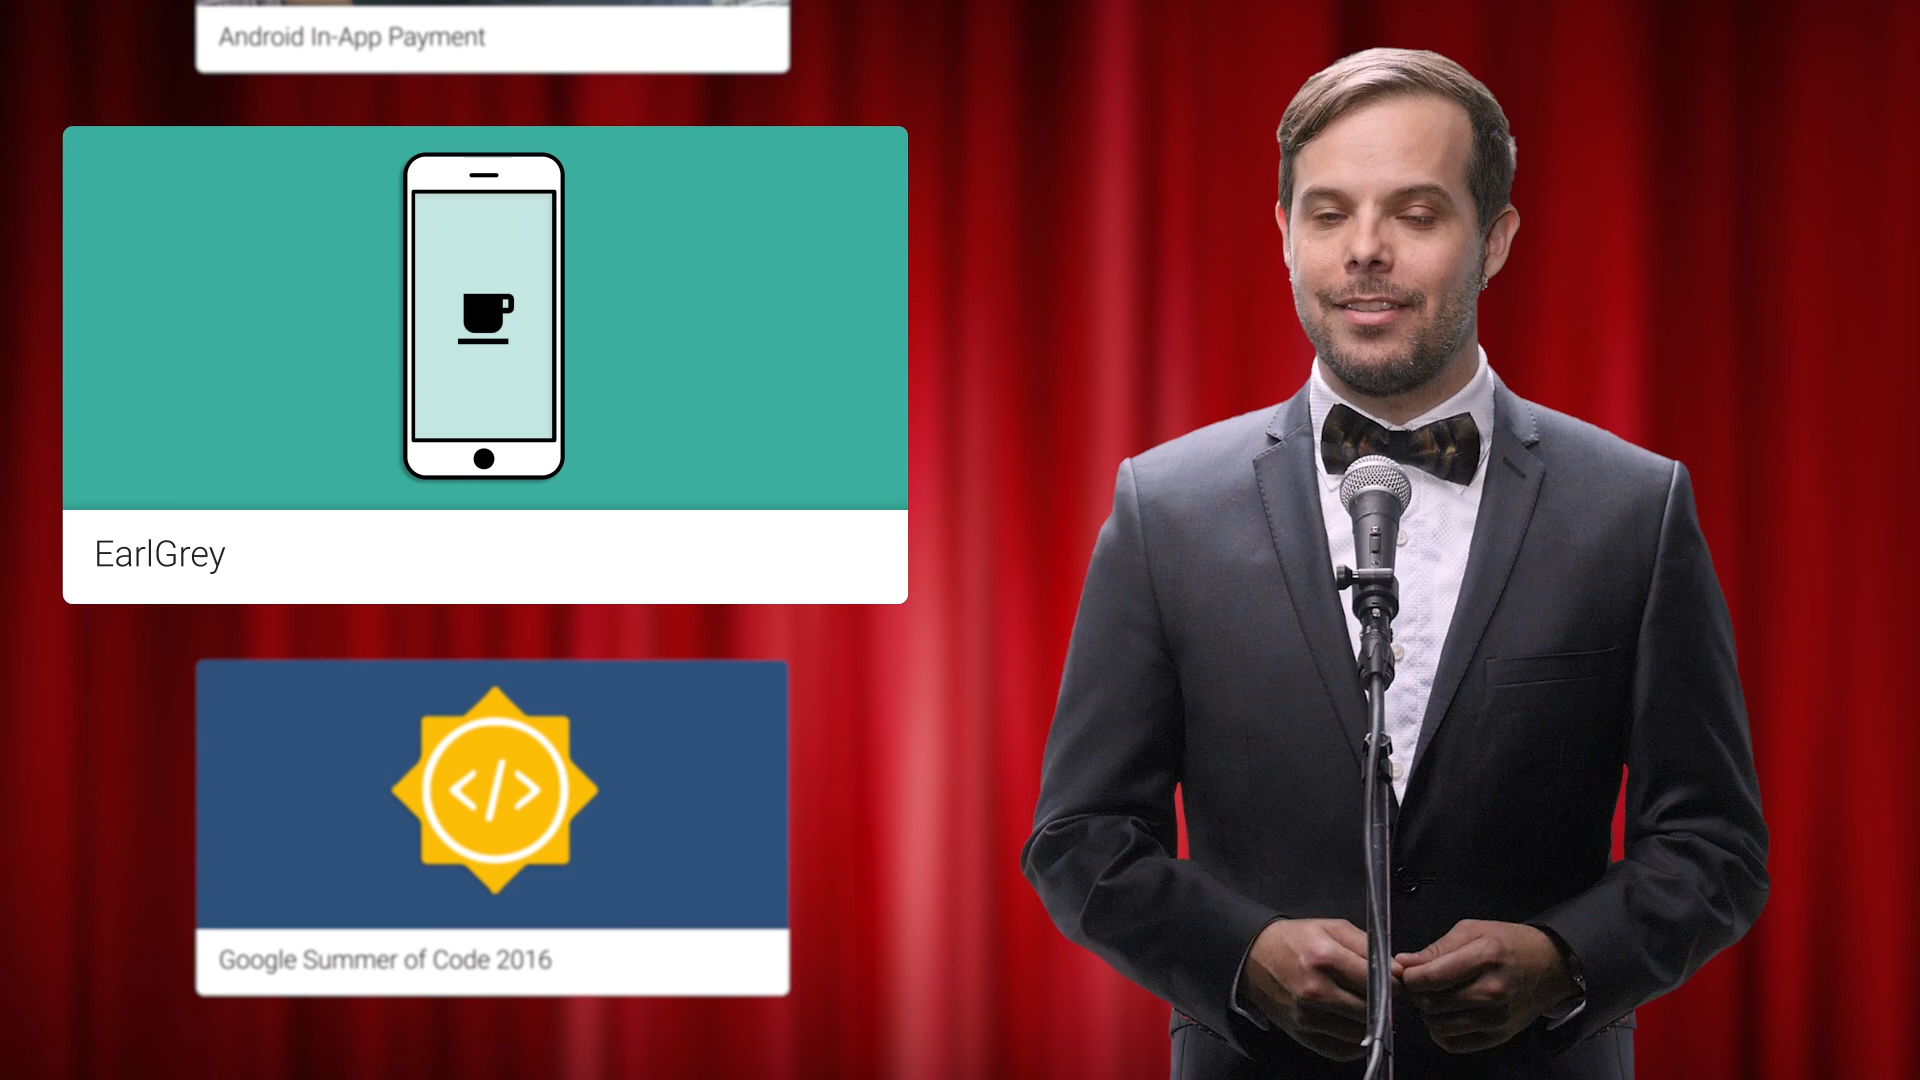 Android In-App Payment
EarlGrey
</>
Google Summer of Code 2016